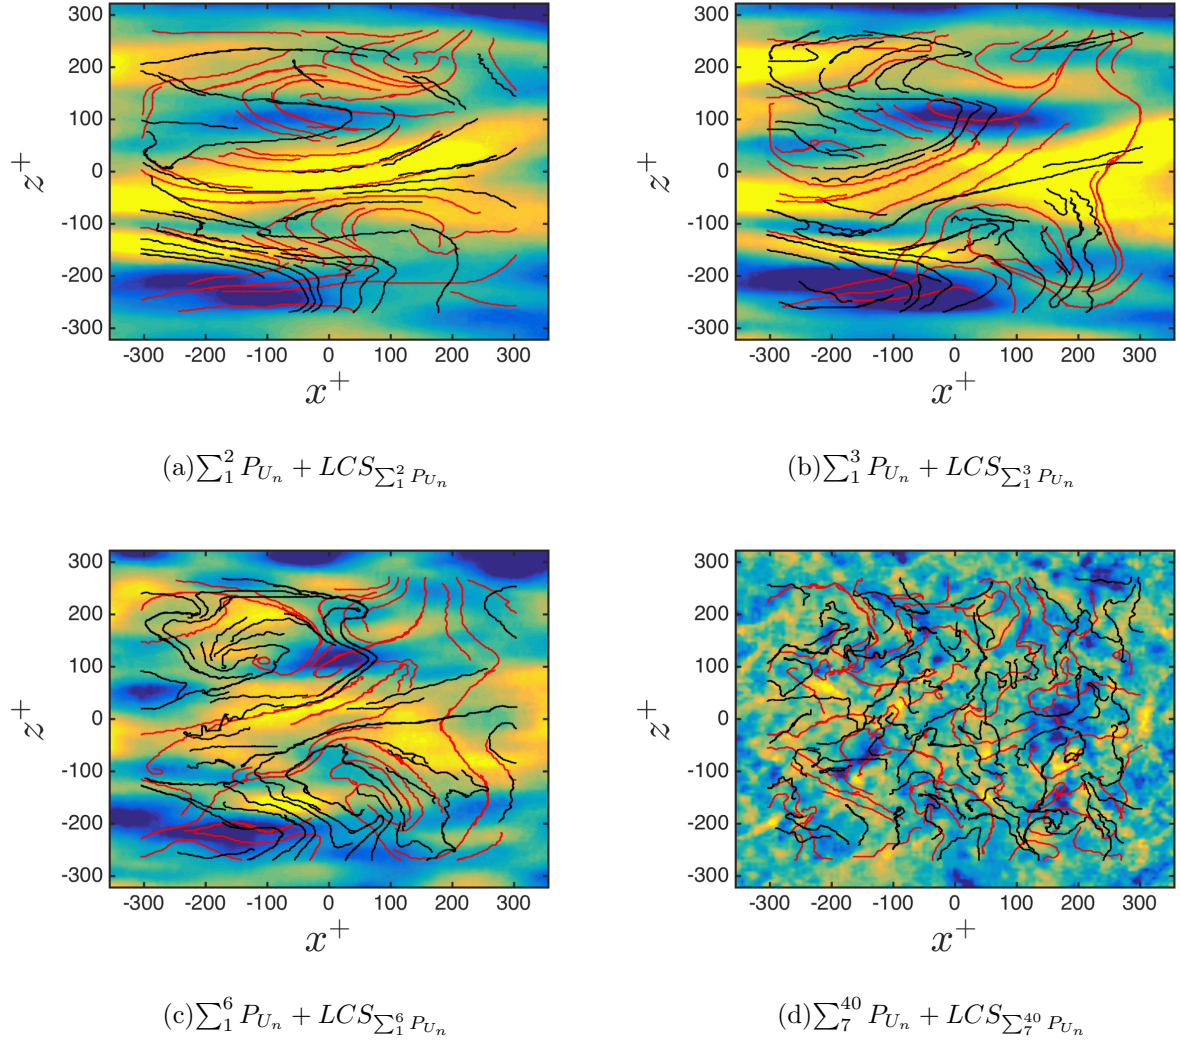 300
200
100
0
-100
-200
-300
z+
-300 -200 -100 0 100 200 300
x+
(a) ∑₁² P_{U_n} + LCS_{∑₁² P_{U_n}}
300
200
100
0
-100
-200
-300
z+
-300 -200 -100 0 100 200 300
x+
(b) ∑₁³ P_{U_n} + LCS_{∑₁³ P_{U_n}}
300
200
100
0
-100
-200
-300
z+
-300 -200 -100 0 100 200 300
x+
(c) ∑₁⁶ P_{U_n} + LCS_{∑₁⁶ P_{U_n}}
300
200
100
0
-100
-200
-300
z+
-300 -200 -100 0 100 200 300
x+
(d) ∑₇⁴⁰ P_{U_n} + LCS_{∑₇⁴⁰ P_{U_n}}